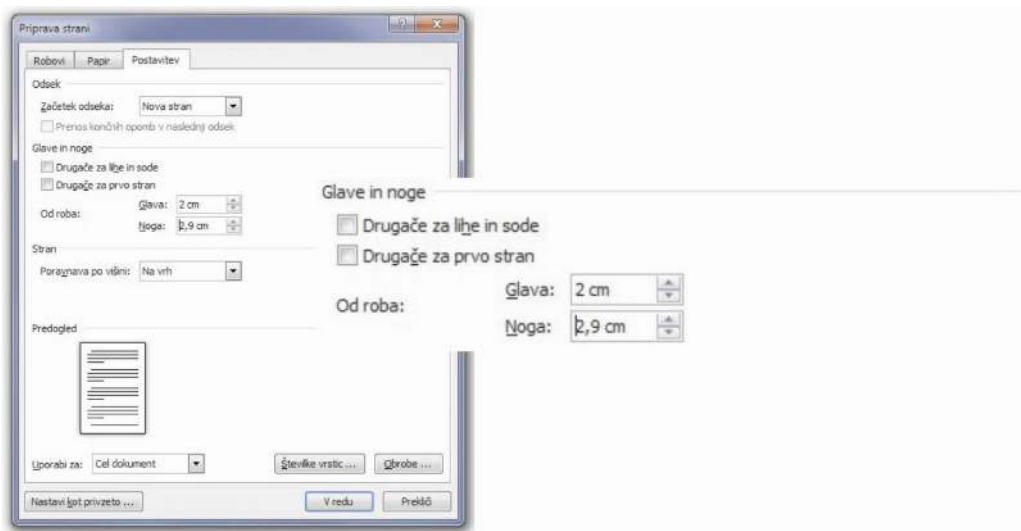 Priprava strani
Robovi Papir Postavitev
Odsek
Začetek odseka: Nova stran
Prenos končnih opomb v naslednji odsek
Glave in noge
Drugače za lihe in sode
Drugače za prvo stran
Od roba:
Glava: 2 cm
Noga: 2,9 cm
Stran
Poravnava po višini: Na vrh
Predogled
Uporabi za: Cel dokument
Številke vrstic ... Obrobe ...
Nastavi kot privzeto ... V redu Prekliči
Glave in noge
Drugače za lihe in sode
Drugače za prvo stran
Od roba:
Glava: 2 cm
Noga: 2,9 cm